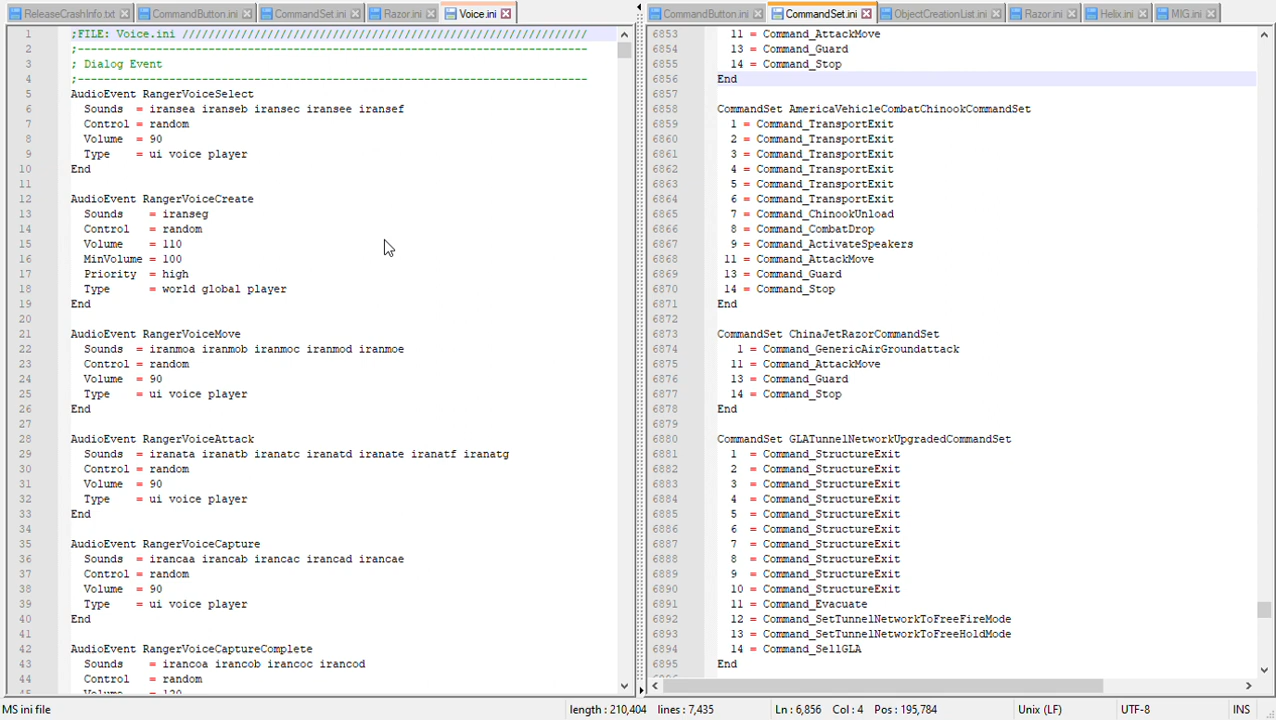 ReleaseCrashInfo.txt CommandButton.ini CommandSet.ini Razor.ini Voice.ini
1 ;FILE: Voice.ini ///////////////////////////////////////////////////////////////
2 ;------------------------------------------------------------------------------
3 ; Dialog Event
4 ;------------------------------------------------------------------------------
5 AudioEvent RangerVoiceSelect
6 Sounds = iransea iranseb iransec iransee iransef
7 Control = random
8 Volume = 90
9 Type = ui voice player
10 End
11
12 AudioEvent RangerVoiceCreate
13 Sounds = iranseg
14 Control = random
15 Volume = 110
16 MinVolume = 100
17 Priority = high
18 Type = world global player
19 End
20
21 AudioEvent RangerVoiceMove
22 Sounds = iranmoa iranmob iranmoc iranmod iranmoe
23 Control = random
24 Volume = 90
25 Type = ui voice player
26 End
27
28 AudioEvent RangerVoiceAttack
29 Sounds = iranata iranatb iranatc iranatd iranate iranatf iranatg
30 Control = random
31 Volume = 90
32 Type = ui voice player
33 End
34
35 AudioEvent RangerVoiceCapture
36 Sounds = irancaa irancab irancac irancad irancae
37 Control = random
38 Volume = 90
39 Type = ui voice player
40 End
41
42 AudioEvent RangerVoiceCaptureComplete
43 Sounds = irancoa irancob irancoc irancod
44 Control = random
45 Volume = 120
CommandButton.ini CommandSet.ini ObjectCreationList.ini Razor.ini Helix.ini MIG.ini
6853 11 = Command_AttackMove
6854 13 = Command_Guard
6855 14 = Command_Stop
6856 End
6857
6858 CommandSet AmericaVehicleCombatChinookCommandSet
6859 1 = Command_TransportExit
6860 2 = Command_TransportExit
6861 3 = Command_TransportExit
6862 4 = Command_TransportExit
6863 5 = Command_TransportExit
6864 6 = Command_TransportExit
6865 7 = Command_ChinookUnload
6866 8 = Command_CombatDrop
6867 9 = Command_ActivateSpeakers
6868 11 = Command_AttackMove
6869 13 = Command_Guard
6870 14 = Command_Stop
6871 End
6872
6873 CommandSet ChinaJetRazorCommandSet
6874 1 = Command_GenericAirGroundattack
6875 11 = Command_AttackMove
6876 13 = Command_Guard
6877 14 = Command_Stop
6878 End
6879
6880 CommandSet GLATunnelNetworkUpgradedCommandSet
6881 1 = Command_StructureExit
6882 2 = Command_StructureExit
6883 3 = Command_StructureExit
6884 4 = Command_StructureExit
6885 5 = Command_StructureExit
6886 6 = Command_StructureExit
6887 7 = Command_StructureExit
6888 8 = Command_StructureExit
6889 9 = Command_StructureExit
6890 10 = Command_StructureExit
6891 11 = Command_Evacuate
6892 12 = Command_SetTunnelNetworkToFreeFireMode
6893 13 = Command_SetTunnelNetworkToFreeHoldMode
6894 14 = Command_SellGLA
6895 End
MS ini file length : 210,404 lines : 7,435 Ln : 6,856 Col : 4 Pos : 195,784 Unix (LF) UTF-8 INS